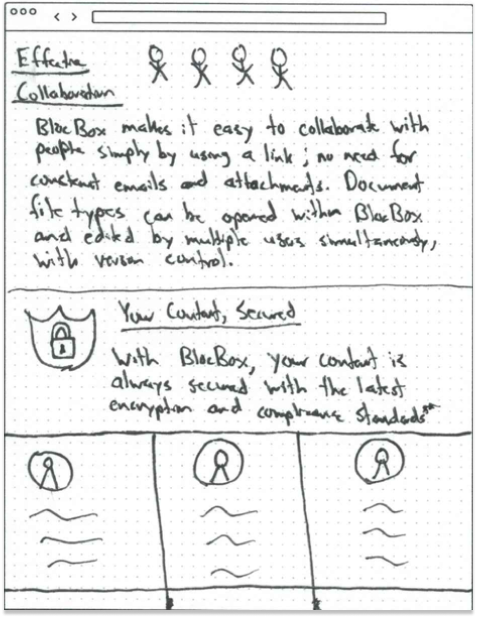 Effective
Collaboration
BlocBox makes it easy to collaborate with
people simply by using a link; no need for
constant emails and attachments. Document
file types can be opened within BlocBox
and edited by multiple users simultaneously,
with version control.
Your Content, Secured
With BlocBox, your content is
always secured with the latest
encryption and compliance standards**